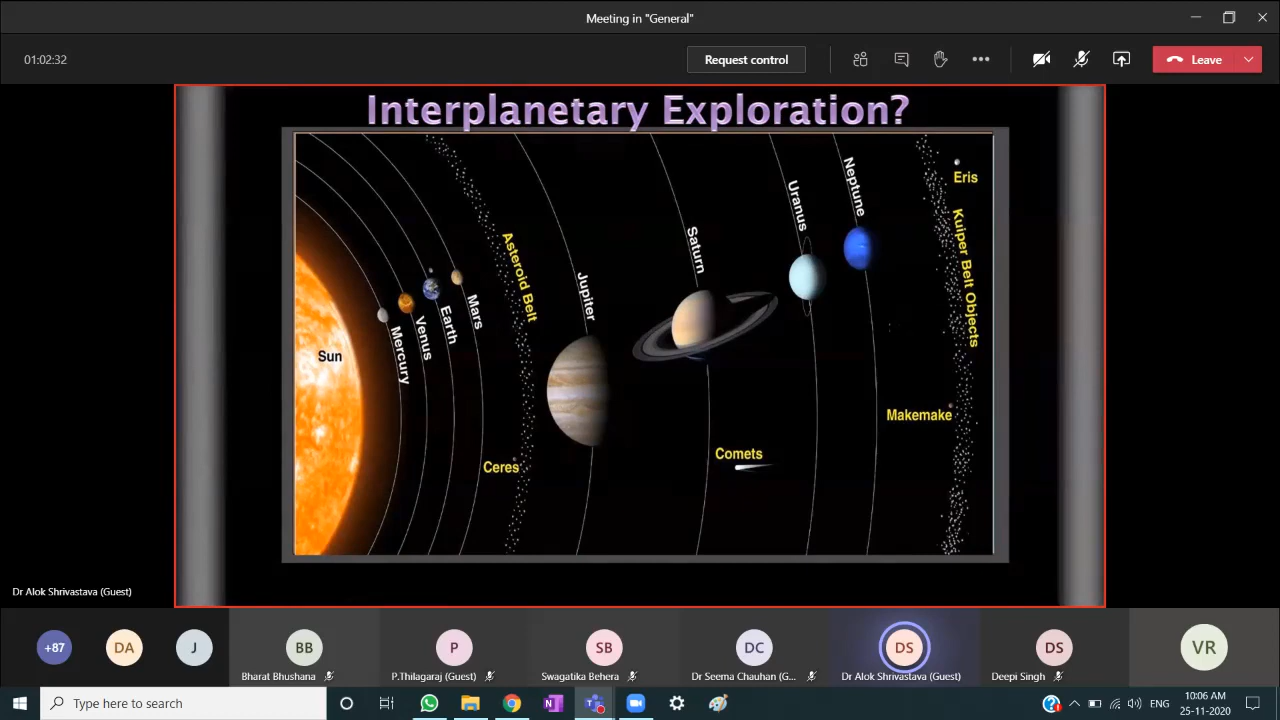 Meeting in "General"
01:02:32
Request control
Leave
Interplanetary Exploration?
Sun
Mercury
Venus
Earth
Mars
Asteroid Belt
Ceres
Jupiter
Saturn
Comets
Uranus
Neptune
Eris
Kuiper Belt Objects
Makemake
Dr Alok Shrivastava (Guest)
+87
DA
J
BB
Bharat Bhushana
P
P.Thilagaraj (Guest)
SB
Swagatika Behera
DC
Dr Seema Chauhan (G...
DS
Dr Alok Shrivastava (Guest)
DS
Deepi Singh
VR
Type here to search
ENG
10:06 AM
25-11-2020